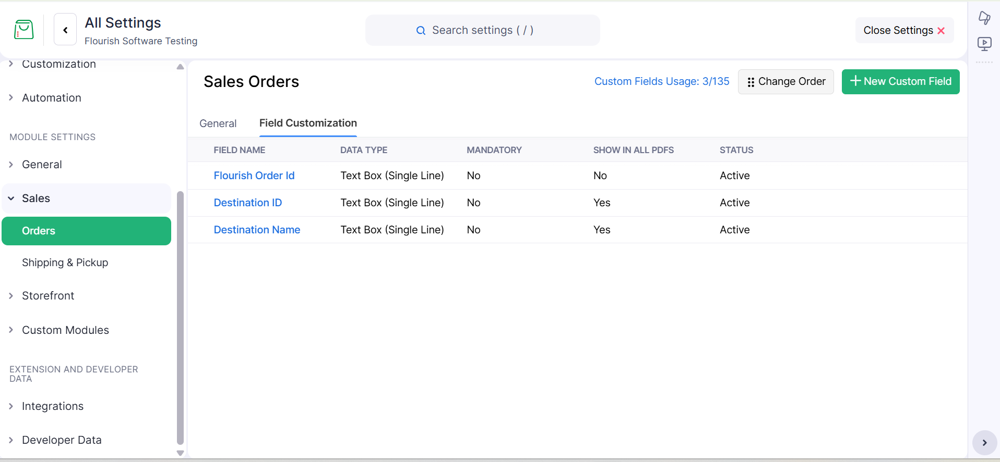 All Settings
Flourish Software Testing
Search settings ( / )
Close Settings
Customization
Automation
MODULE SETTINGS
General
Sales
Orders
Shipping & Pickup
Storefront
Custom Modules
EXTENSION AND DEVELOPER
DATA
Integrations
Developer Data
Sales Orders
Custom Fields Usage: 3/135
Change Order
New Custom Field
General
Field Customization
FIELD NAME DATA TYPE MANDATORY SHOW IN ALL PDFS STATUS
Flourish Order Id Text Box (Single Line) No No Active
Destination ID Text Box (Single Line) No Yes Active
Destination Name Text Box (Single Line) No Yes Active